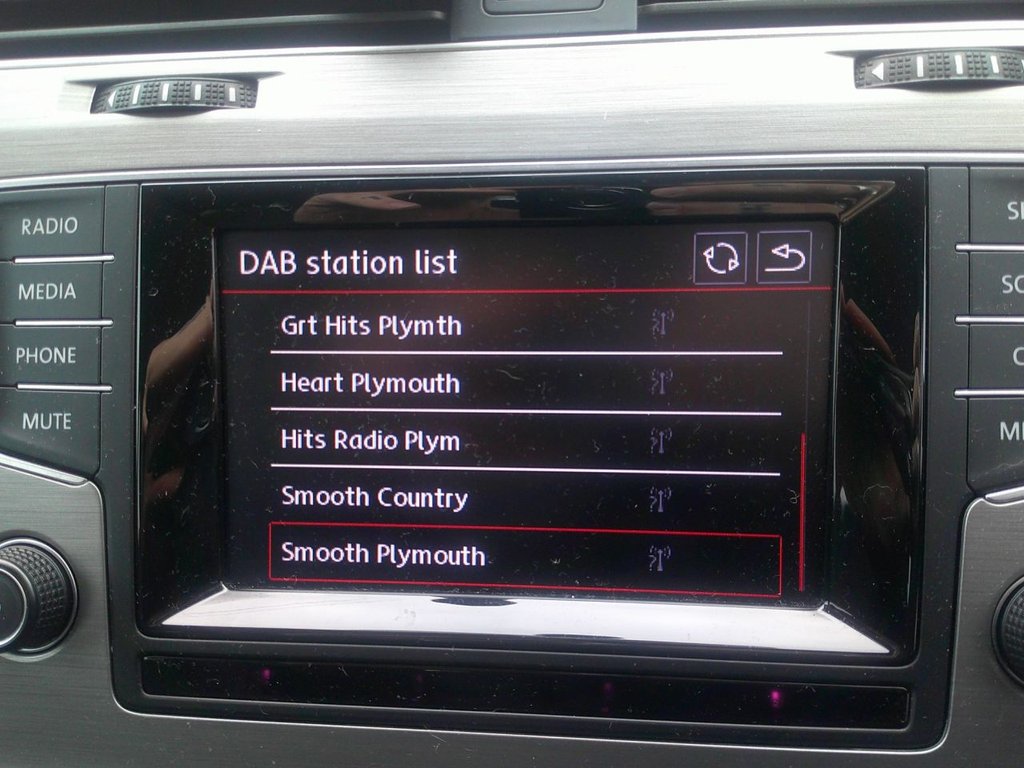 DAB station list
RADIO
MEDIA
PHONE
MUTE
Grt Hits Plymth
Heart Plymouth
Hits Radio Plym
Smooth Country
Smooth Plymouth